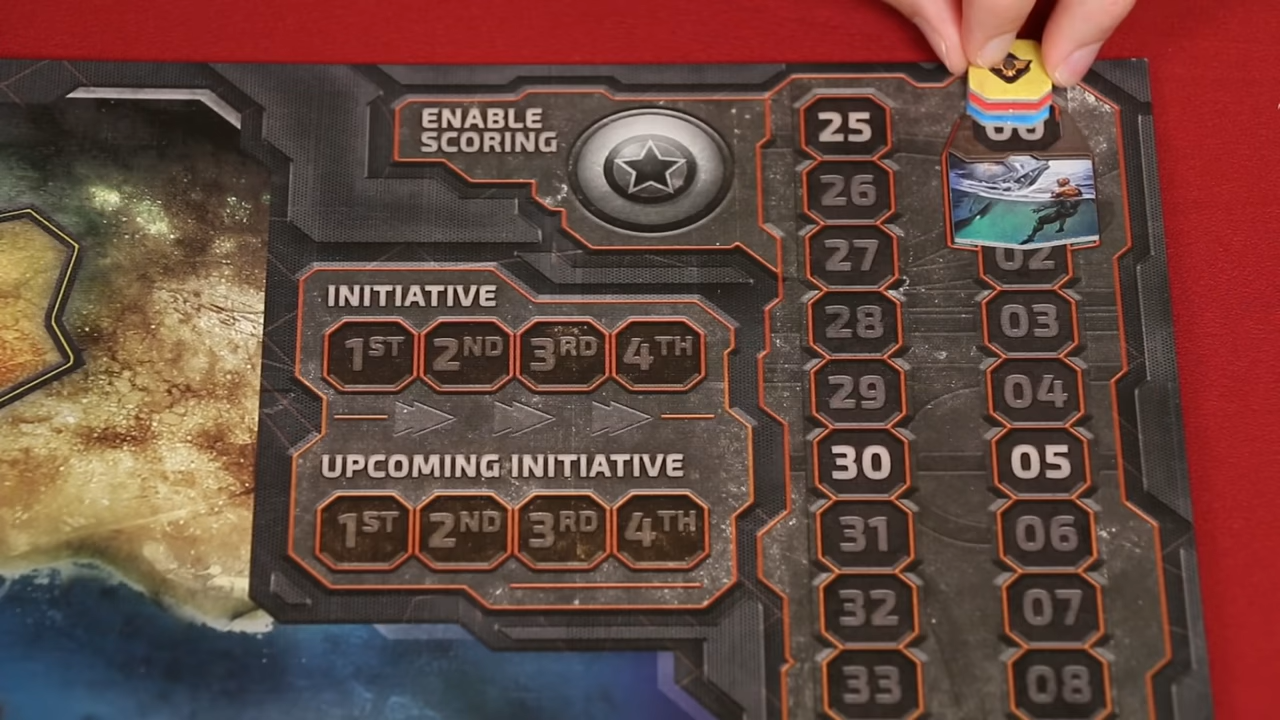 ENABLE
SCORING
INITIATIVE
1ST 2ND 3RD 4TH
UPCOMING INITIATIVE
1ST 2ND 3RD 4TH
25
26
27
28
29
30
31
32
33
02
03
04
05
06
07
08